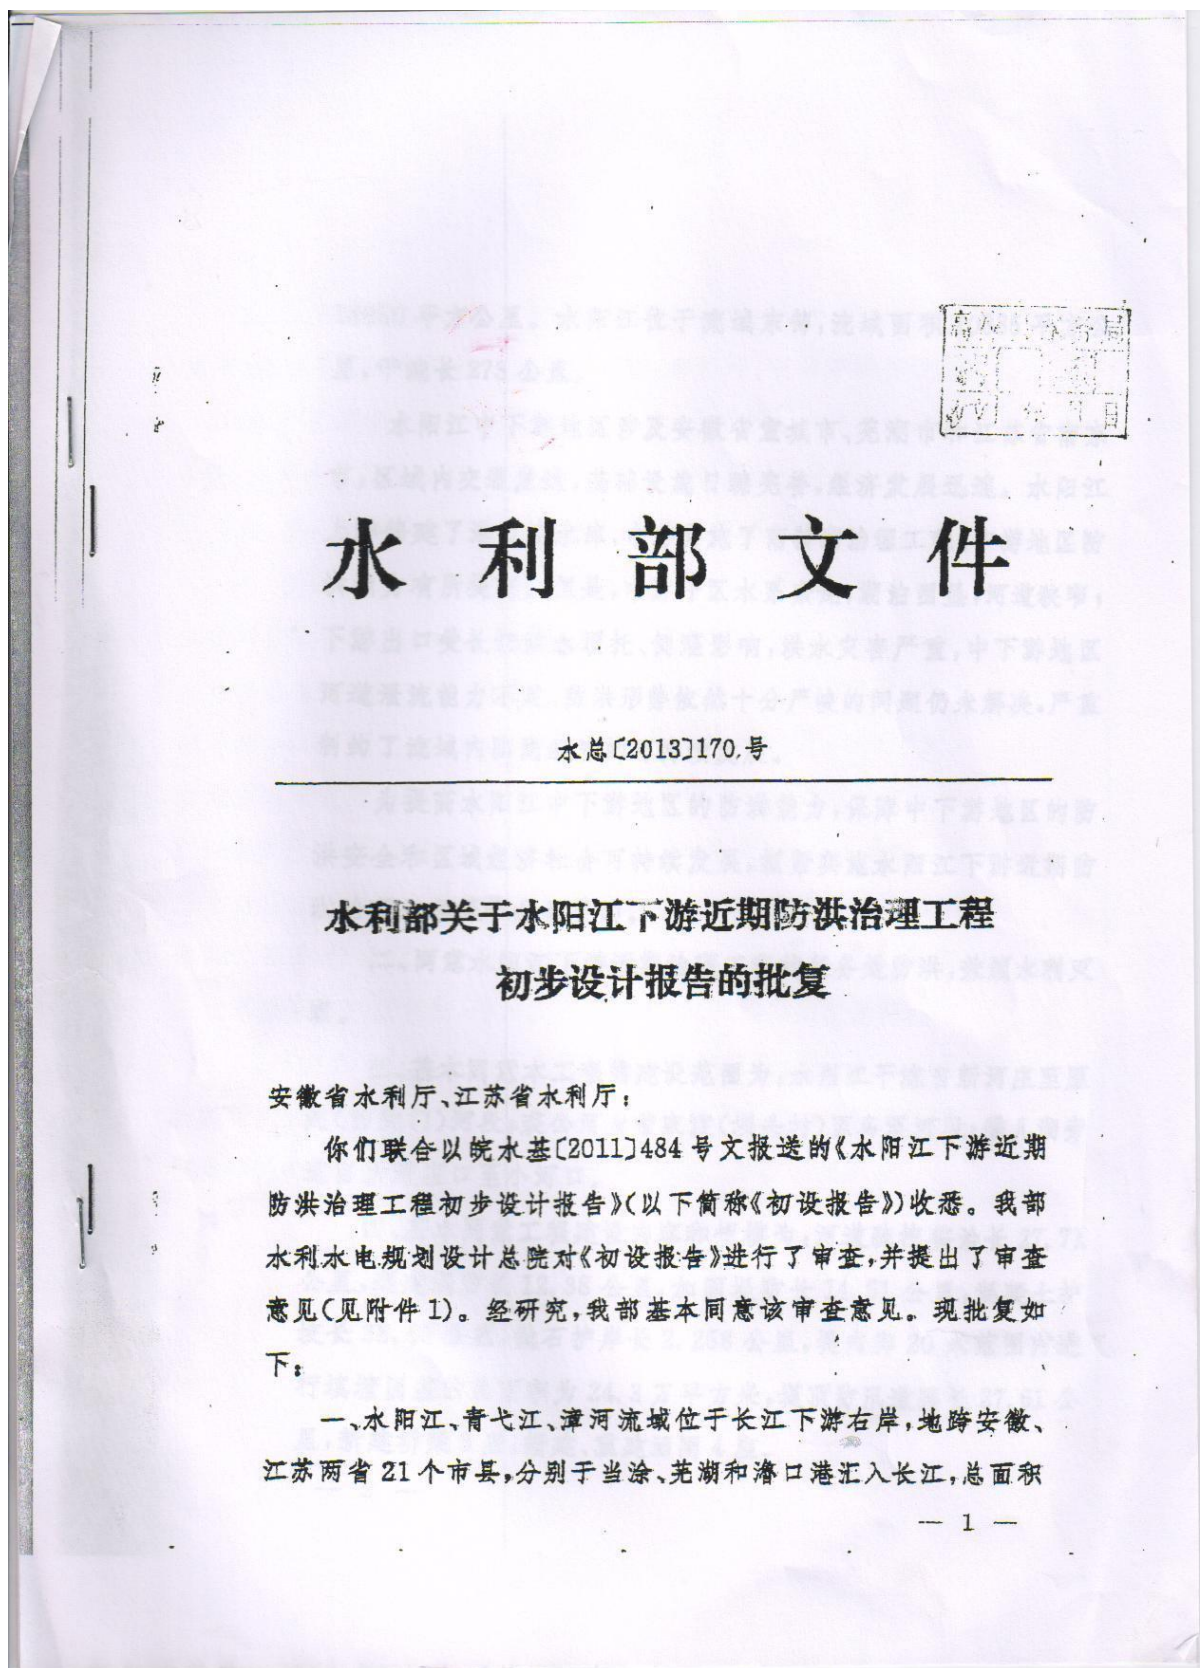 水利部文件
水总〔2013〕170号
水利部关于水阳江下游近期防洪治理工程
初步设计报告的批复
安徽省水利厅、江苏省水利厅：
你们联合以皖水基〔2011〕484号文报送的《水阳江下游近期
防洪治理工程初步设计报告》(以下简称《初设报告》)收悉。我部
水利水电规划设计总院对《初设报告》进行了审查,并提出了审查
意见(见附件1)。经研究,我部基本同意该审查意见。现批复如
下：
一、水阳江、青弋江、漳河流域位于长江下游右岸,地跨安徽、
江苏两省21个市县,分别于当涂、芜湖和澛口港汇入长江,总面积
— 1 —